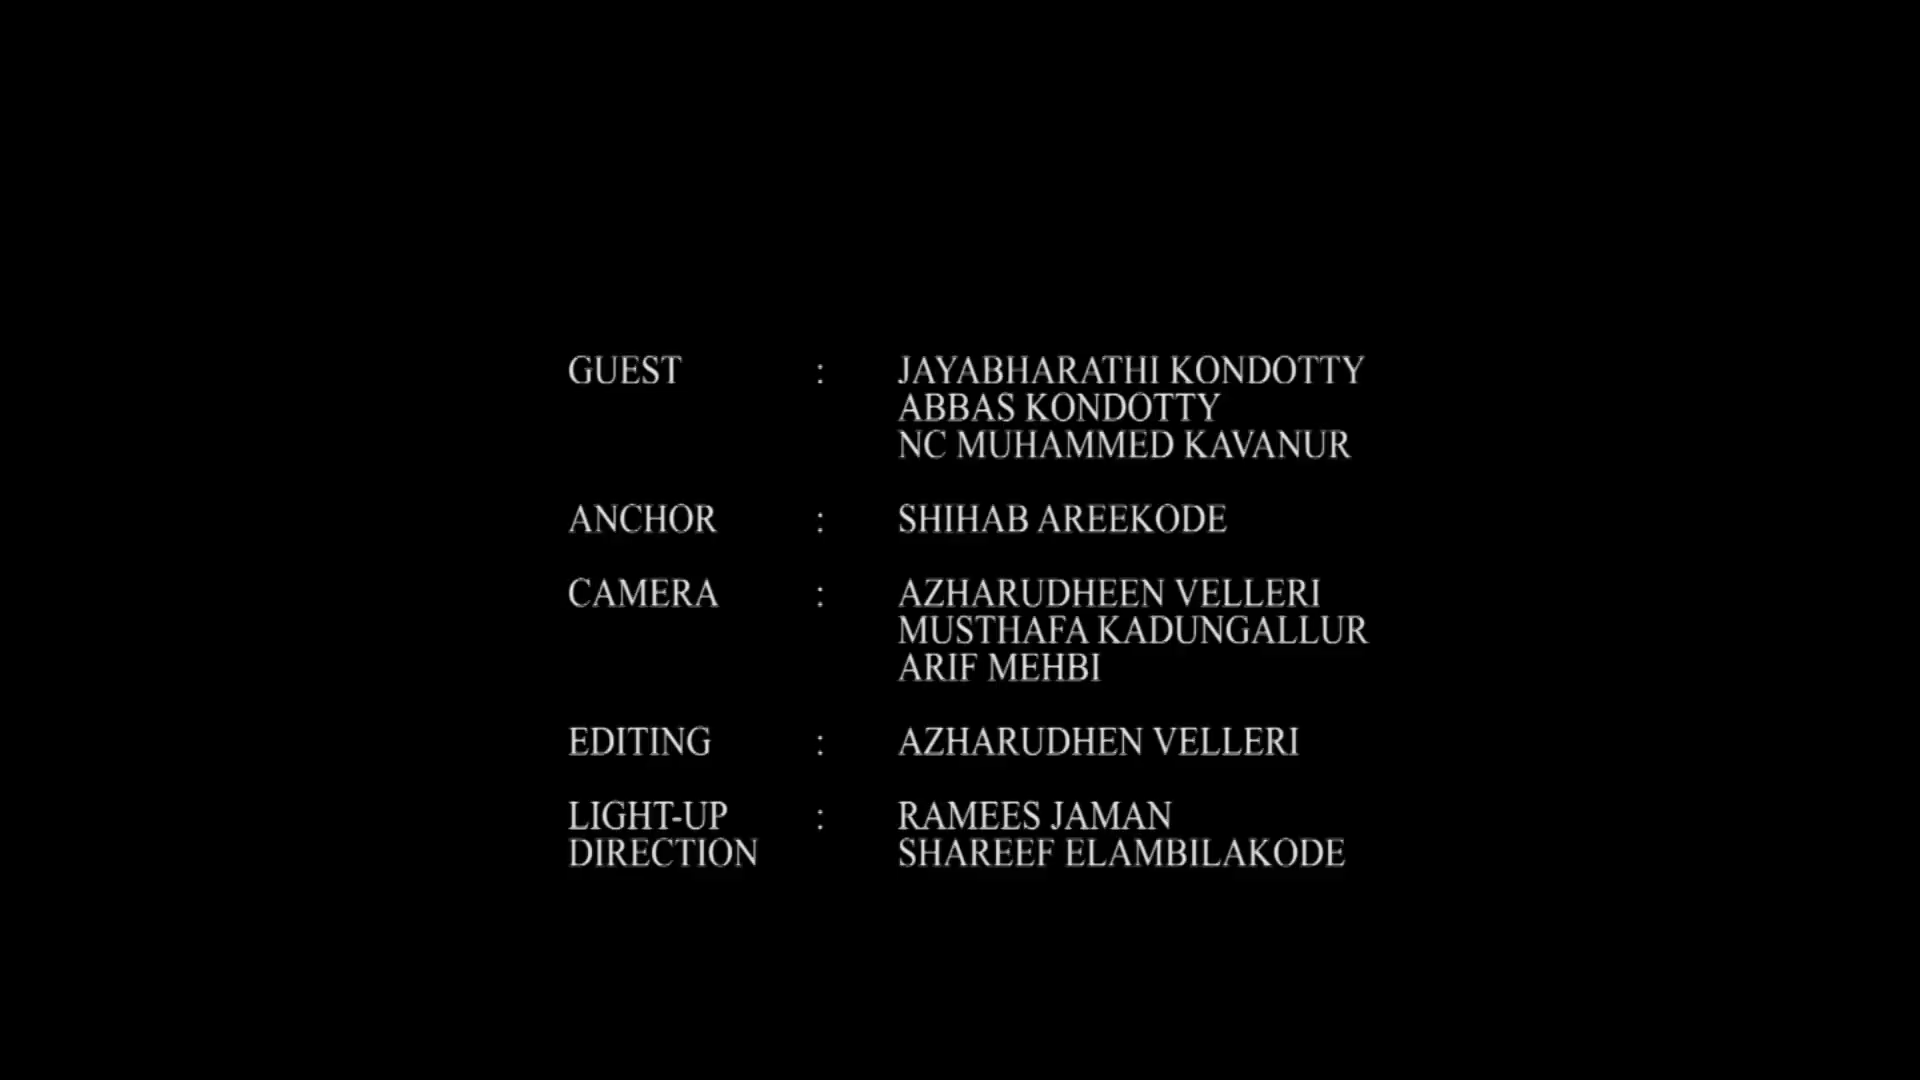 GUEST : JAYABHARATHI KONDOTTY
ABBAS KONDOTTY
NC MUHAMMED KAVANUR
ANCHOR : SHIHAB AREEKODE
CAMERA : AZHARUDHEEN VELLERI
MUSTHAFA KADUNGALLUR
ARIF MEHBI
EDITING : AZHARUDHEN VELLERI
LIGHT-UP : RAMEES JAMAN
DIRECTION SHAREEF ELAMBILAKODE